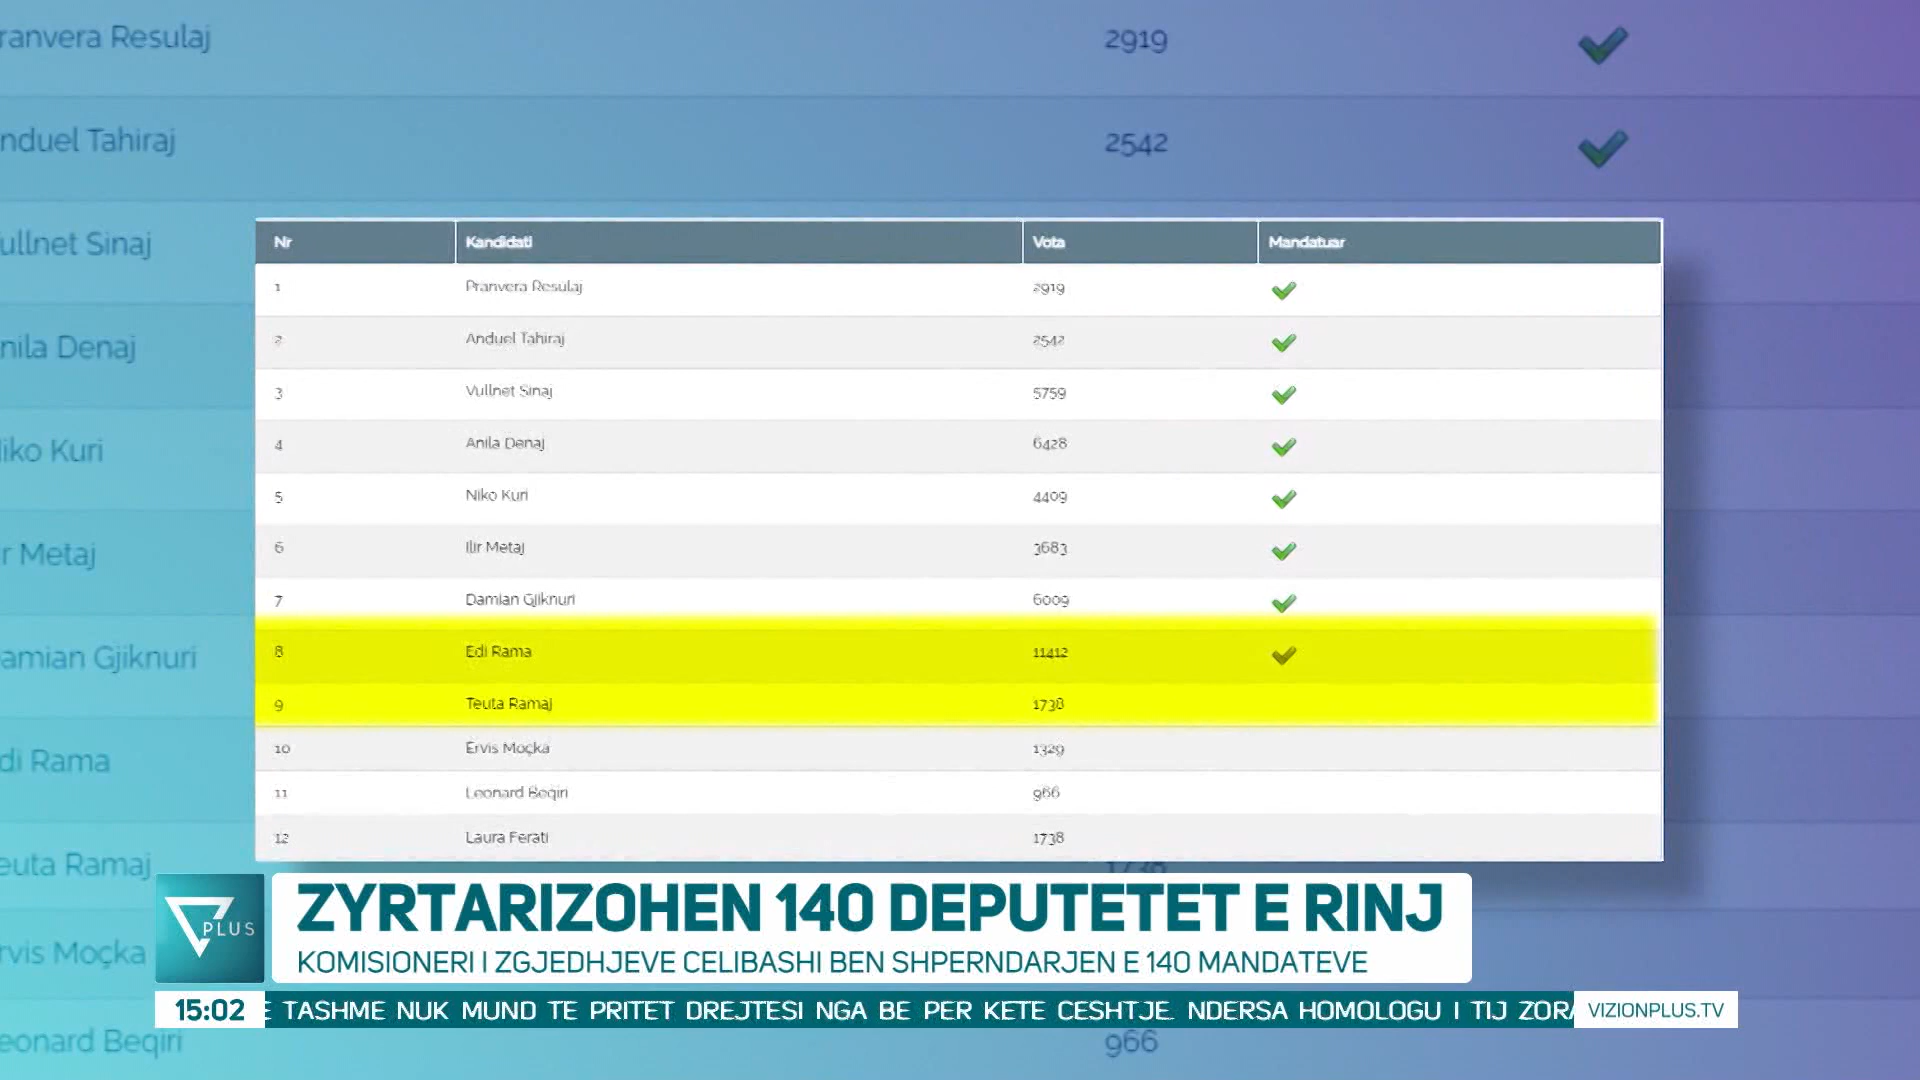 ranvera Resulaj 2919
nduel Tahiraj 2542
ullnet Sinaj
nila Denaj
iko Kuri
r Metaj
amian Gjiknuri
di Rama
euta Ramaj 1738
rvis Moçka
eonard Beqiri 966
Nr Kandidati Vota Mandatuar
1 Pranvera Resulaj 2919
2 Anduel Tahiraj 2542
3 Vullnet Sinaj 5759
4 Anila Denaj 6428
5 Niko Kuri 4409
6 Ilir Metaj 3683
7 Damian Gjiknuri 6009
8 Edi Rama 11412
9 Teuta Ramaj 1738
10 Ervis Moçka 1329
11 Leonard Beqiri 966
12 Laura Ferati 1738
PLUS
ZYRTARIZOHEN 140 DEPUTETET E RINJ
KOMISIONERI I ZGJEDHJEVE CELIBASHI BEN SHPERNDARJEN E 140 MANDATEVE
15:02 E TASHME NUK MUND TE PRITET DREJTESI NGA BE PER KETE CESHTJE. NDERSA HOMOLOGU I TIJ ZORA VIZIONPLUS.TV